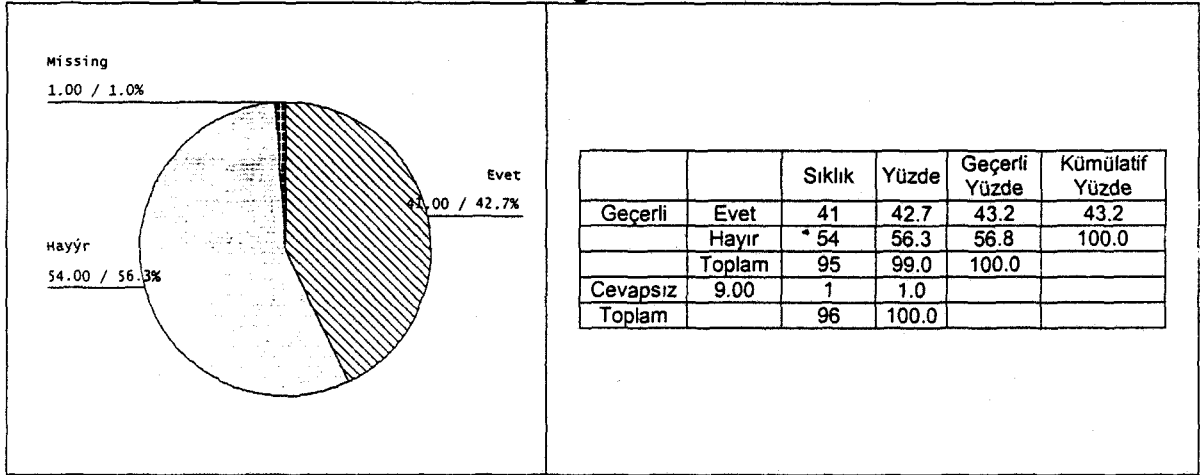 Missing
1.00 / 1.0%
Evet
41.00 / 42.7%
Hayýr
54.00 / 56.3%
Sıklık Yüzde Geçerli Yüzde Kümülatif Yüzde
Geçerli Evet 41 42.7 43.2 43.2
Hayır 54 56.3 56.8 100.0
Toplam 95 99.0 100.0
Cevapsız 9.00 1 1.0
Toplam 96 100.0